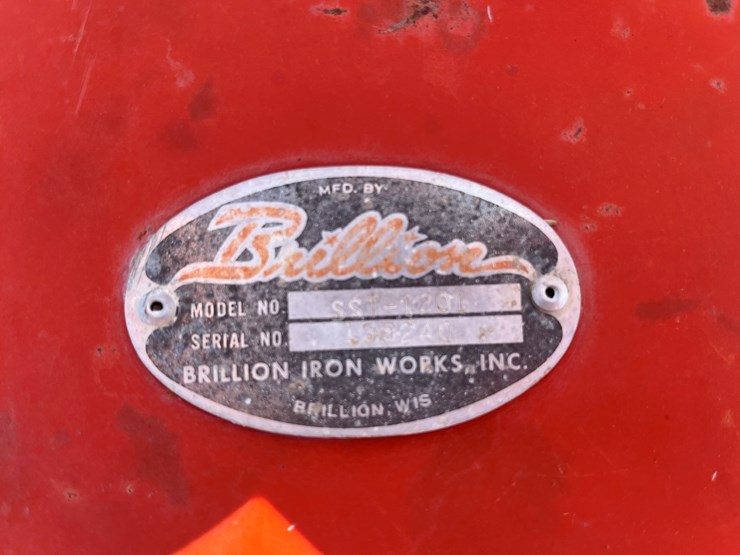 MFD. BY
Brillion
MODEL NO.
SERIAL NO.
BRILLION IRON WORKS, INC.
BRILLION, WIS